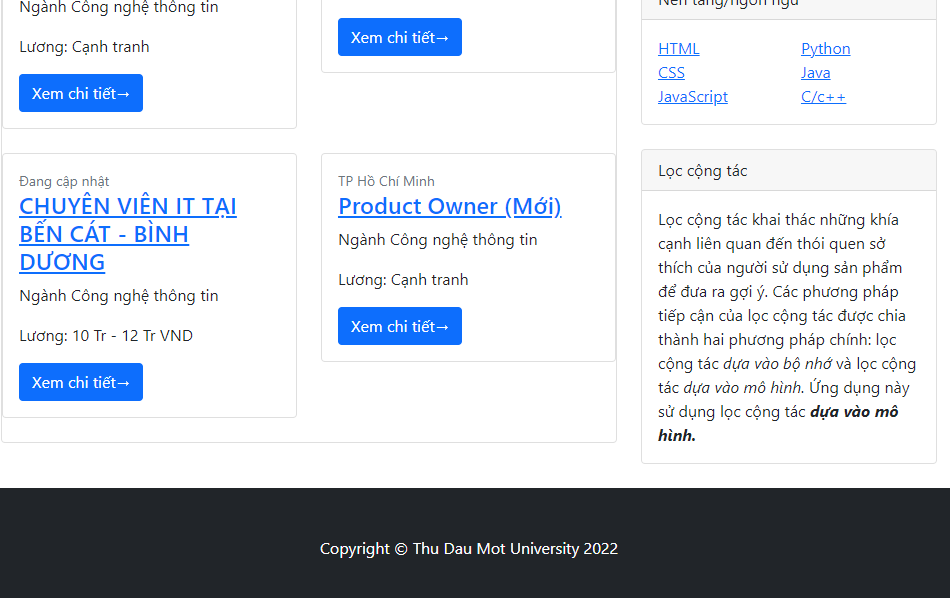 Ngành Công nghệ thông tin
Lương: Cạnh tranh
Xem chi tiết→
Xem chi tiết→
Đang cập nhật
CHUYÊN VIÊN IT TẠI
BẾN CÁT - BÌNH
DƯƠNG
Ngành Công nghệ thông tin
Lương: 10 Tr - 12 Tr VND
Xem chi tiết→
TP Hồ Chí Minh
Product Owner (Mới)
Ngành Công nghệ thông tin
Lương: Cạnh tranh
Xem chi tiết→
Nền tảng/ngôn ngữ
HTML
CSS
JavaScript
Python
Java
C/c++
Lọc cộng tác
Lọc cộng tác khai thác những khía
cạnh liên quan đến thói quen sở
thích của người sử dụng sản phẩm
để đưa ra gợi ý. Các phương pháp
tiếp cận của lọc cộng tác được chia
thành hai phương pháp chính: lọc
cộng tác dựa vào bộ nhớ và lọc cộng
tác dựa vào mô hình. Ứng dụng này
sử dụng lọc cộng tác dựa vào mô
hình.
Copyright © Thu Dau Mot University 2022